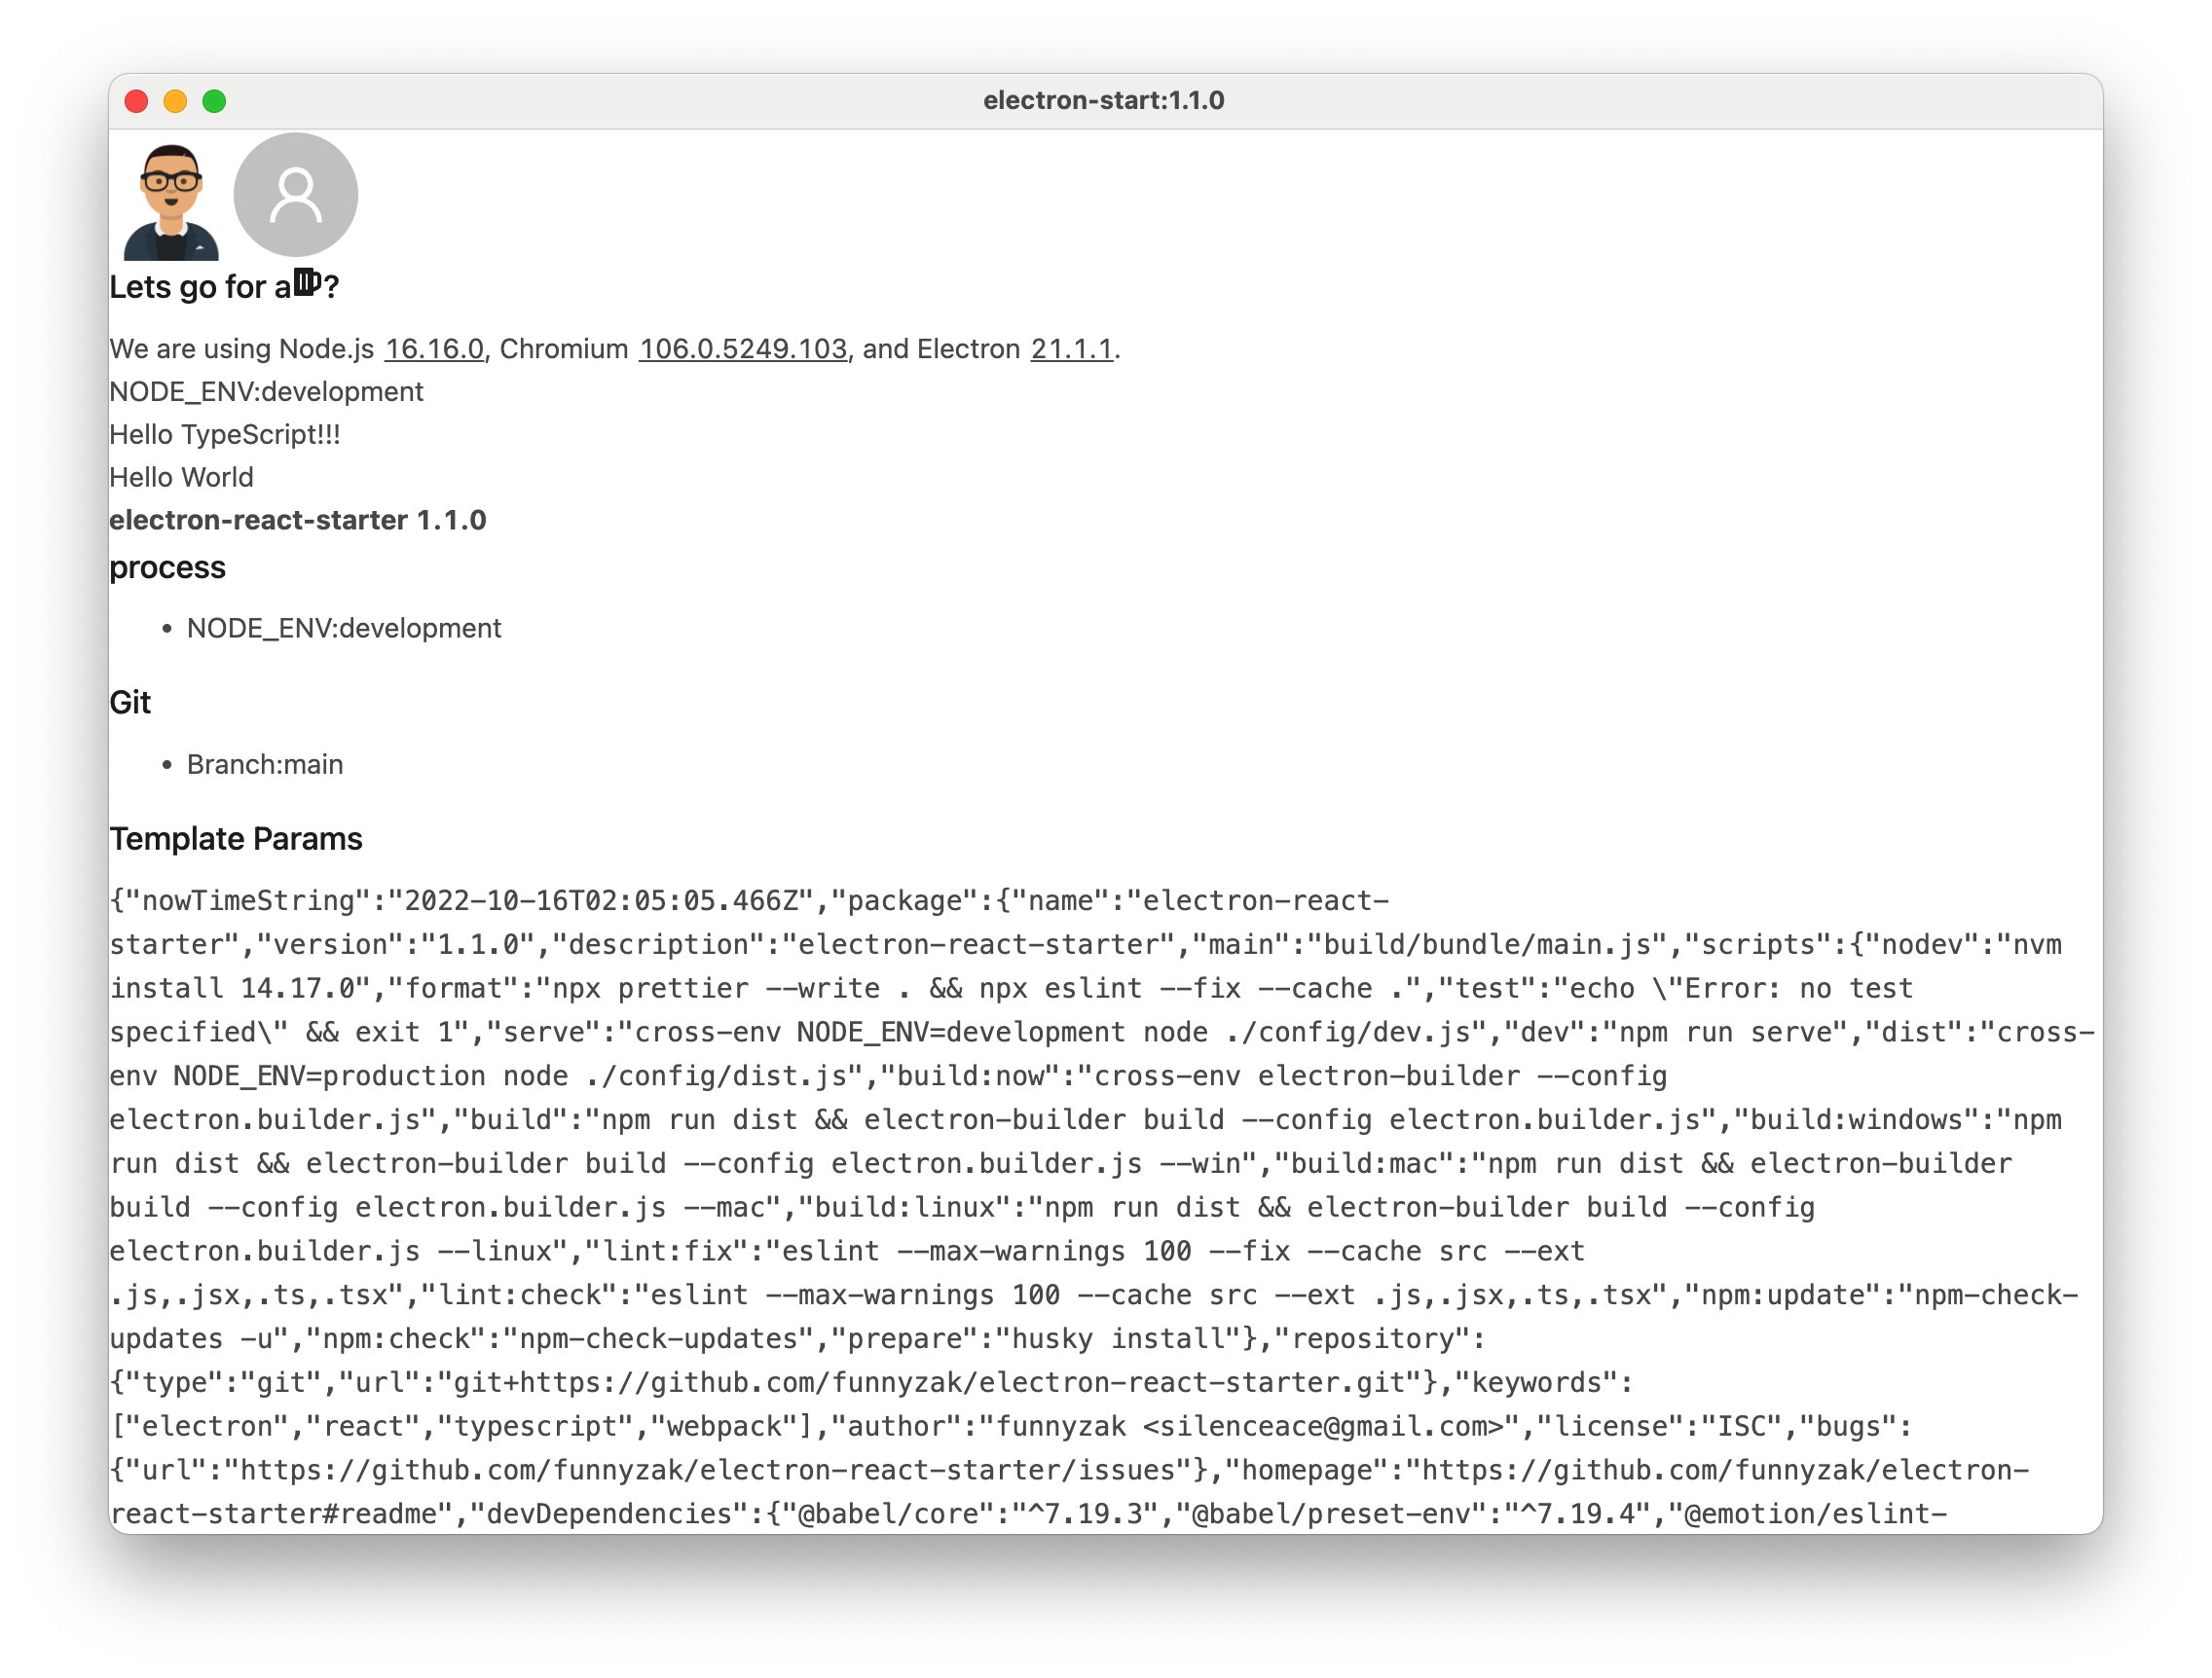 electron-start:1.1.0
Lets go for a?
We are using Node.js 16.16.0, Chromium 106.0.5249.103, and Electron 21.1.1.
NODE_ENV:development
Hello TypeScript!!!
Hello World
electron-react-starter 1.1.0
process
• NODE_ENV:development
Git
• Branch:main
Template Params
{"nowTimeString":"2022-10-16T02:05:05.466Z","package":{"name":"electron-react-
starter","version":"1.1.0","description":"electron-react-starter","main":"build/bundle/main.js","scripts":{"nodev":"nvm
install 14.17.0","format":"npx prettier --write . && npx eslint --fix --cache .","test":"echo \"Error: no test
specified\" && exit 1","serve":"cross-env NODE_ENV=development node ./config/dev.js","dev":"npm run serve","dist":"cross-
env NODE_ENV=production node ./config/dist.js","build:now":"cross-env electron-builder --config
electron.builder.js","build":"npm run dist && electron-builder build --config electron.builder.js","build:windows":"npm
run dist && electron-builder build --config electron.builder.js --win","build:mac":"npm run dist && electron-builder
build --config electron.builder.js --mac","build:linux":"npm run dist && electron-builder build --config
electron.builder.js --linux","lint:fix":"eslint --max-warnings 100 --fix --cache src --ext
.js,.jsx,.ts,.tsx","lint:check":"eslint --max-warnings 100 --cache src --ext .js,.jsx,.ts,.tsx","npm:update":"npm-check-
updates -u","npm:check":"npm-check-updates","prepare":"husky install"},"repository":
{"type":"git","url":"git+https://github.com/funnyzak/electron-react-starter.git"},"keywords":
["electron","react","typescript","webpack"],"author":"funnyzak <silenceace@gmail.com>","license":"ISC","bugs":
{"url":"https://github.com/funnyzak/electron-react-starter/issues"},"homepage":"https://github.com/funnyzak/electron-
react-starter#readme","devDependencies":{"@babel/core":"^7.19.3","@babel/preset-env":"^7.19.4","@emotion/eslint-